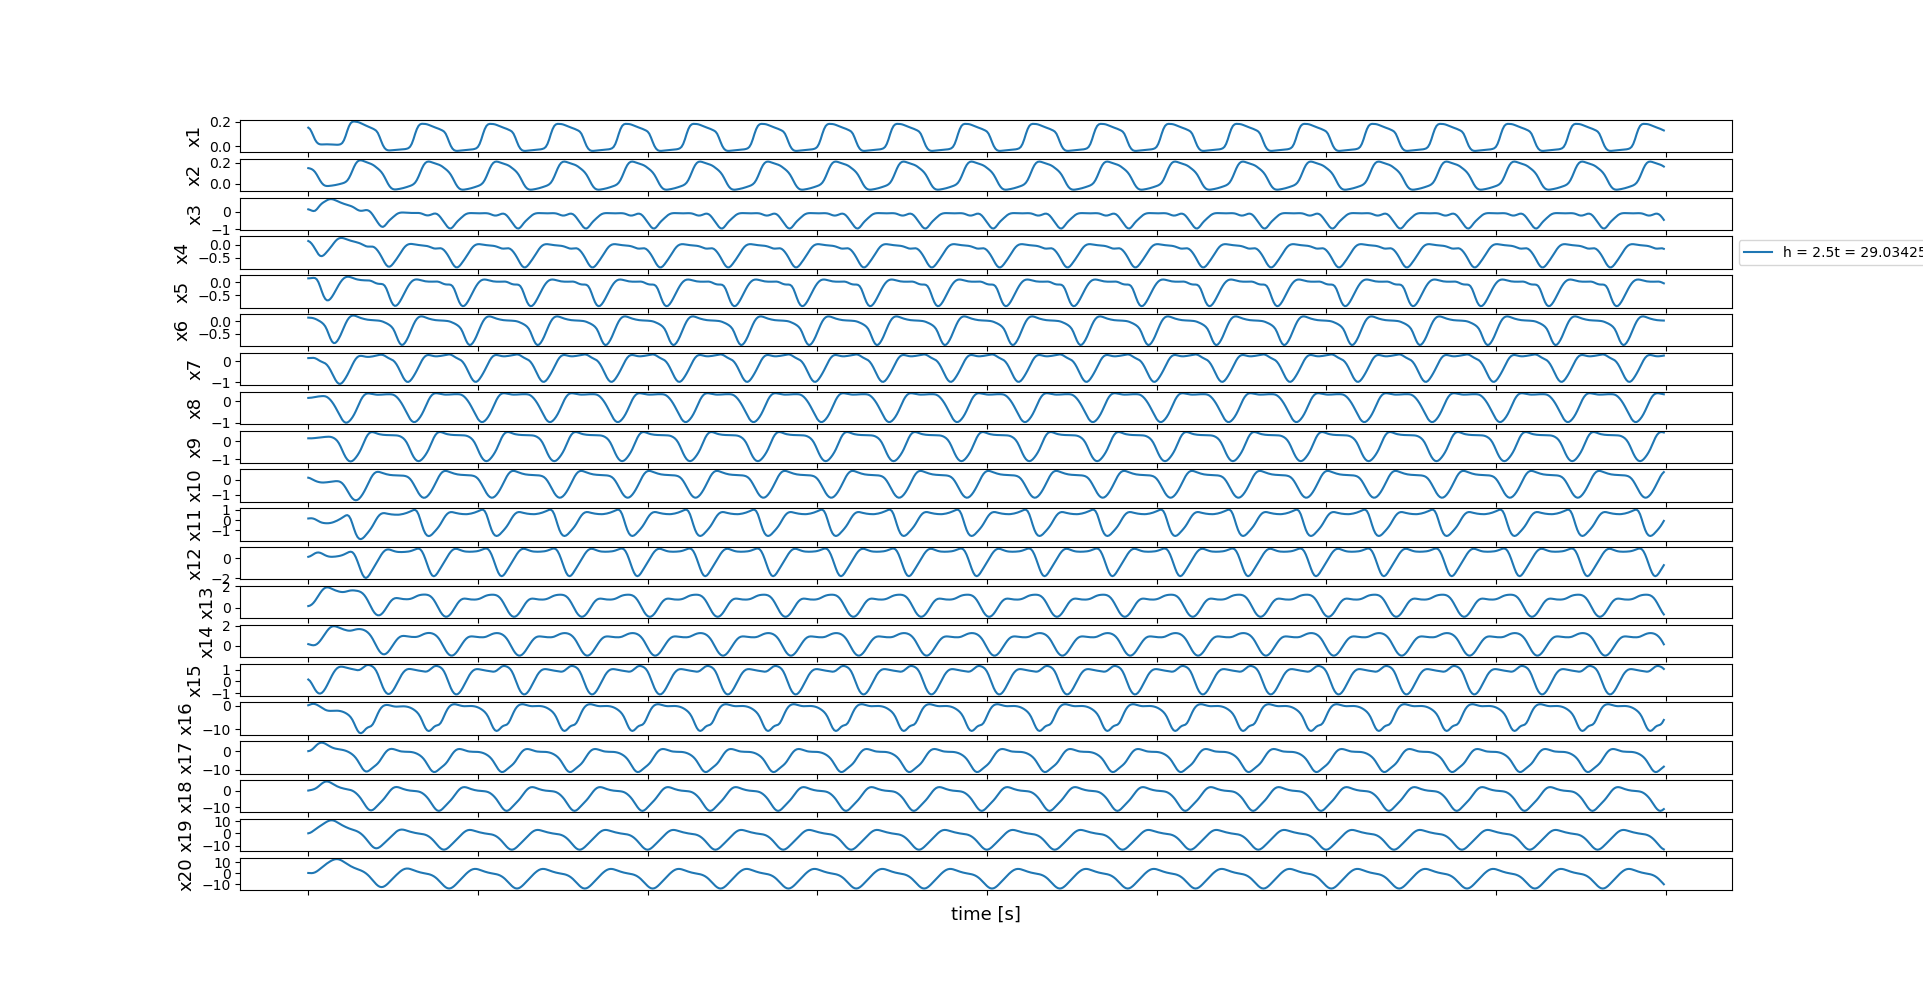 x1 0.2 0.0
x2 0.2 0.0
x3 0 −1
x4 0.0 −0.5
x5 0.0 −0.5
x6 0.0 −0.5
x7 0 −1
x8 0 −1
x9 0 −1
x10 0 −1
x11 1 0 −1
x12 0 −2
x13 2 0
x14 2 0
x15 1 0 −1
x16 0 −10
x17 0 −10
x18 0 −10
x19 10 0 −10
x20 10 0 −10
time [s]
h = 2.5t = 29.03425